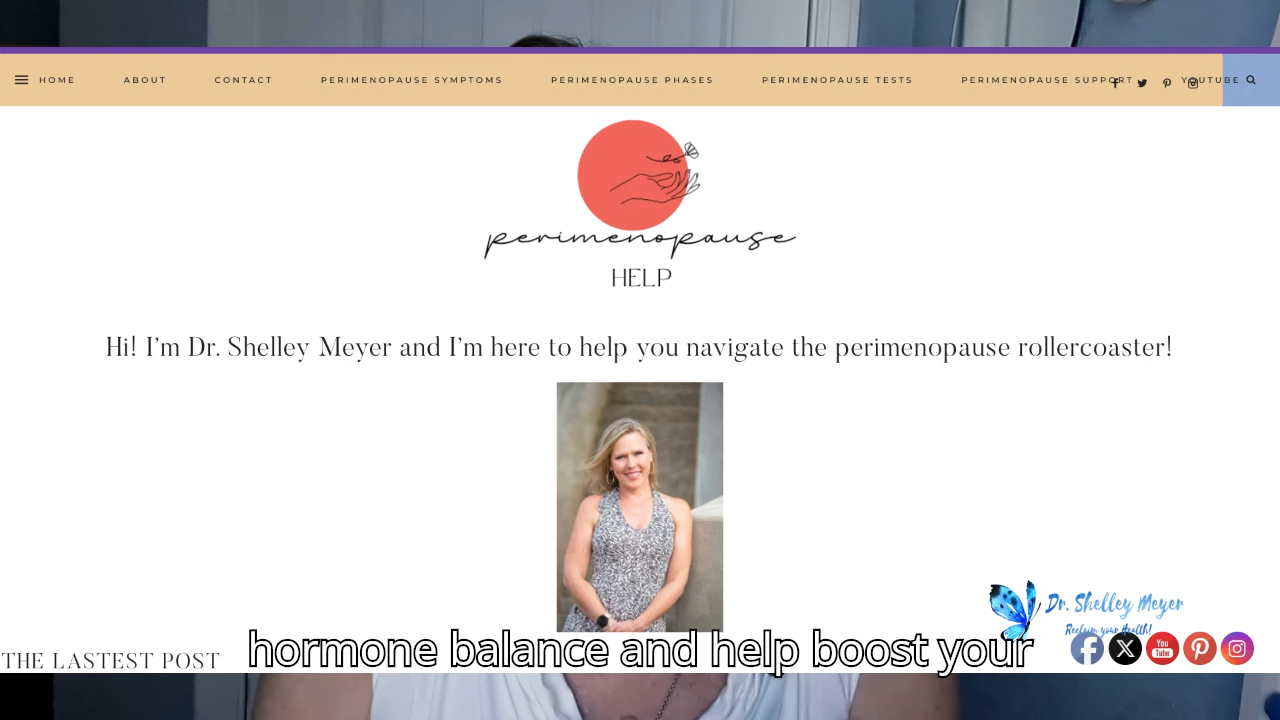 HOME ABOUT CONTACT PERIMENOPAUSE SYMPTOMS PERIMENOPAUSE PHASES PERIMENOPAUSE TESTS PERIMENOPAUSE SUPPORT YOUTUBE
perimenopause
HELP
Hi! I'm Dr. Shelley Meyer and I'm here to help you navigate the perimenopause rollercoaster!
Dr. Shelley Meyer
Reclaim your Health!
hormone balance and help boost your
THE LASTEST POST
You
Tube